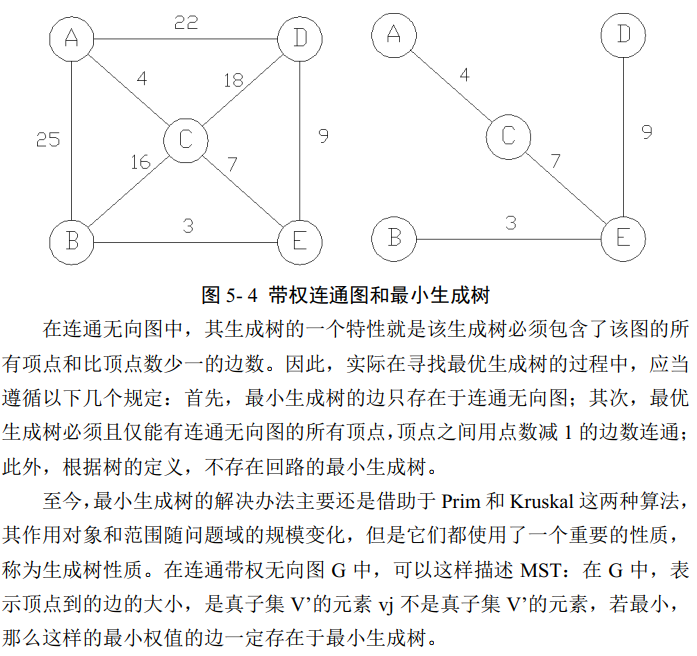 A 22 D A D
4 18 4
25 C 9 C 9
16 7 7
B 3 E B 3 E
图 5- 4 带权连通图和最小生成树
在连通无向图中，其生成树的一个特性就是该生成树必须包含了该图的所
有项点和比顶点数少一的边数。因此，实际在寻找最优生成树的过程中，应当
遵循以下几个规定：首先，最小生成树的边只存在于连通无向图；其次，最优
生成树必须且仅能有连通无向图的所有顶点，顶点之间用点数减 1 的边数连通；
此外，根据树的定义，不存在回路的最小生成树。
至今，最小生成树的解决办法主要还是借助于 Prim 和 Kruskal 这两种算法，
其作用对象和范围随问题域的规模变化，但是它们都使用了一个重要的性质，
称为生成树性质。在连通带权无向图 G 中，可以这样描述 MST：在 G 中，表
示顶点到的边的大小，是真子集 V’的元素 vj 不是真子集 V’的元素，若最小，
那么这样的最小权值的边一定存在于最小生成树。